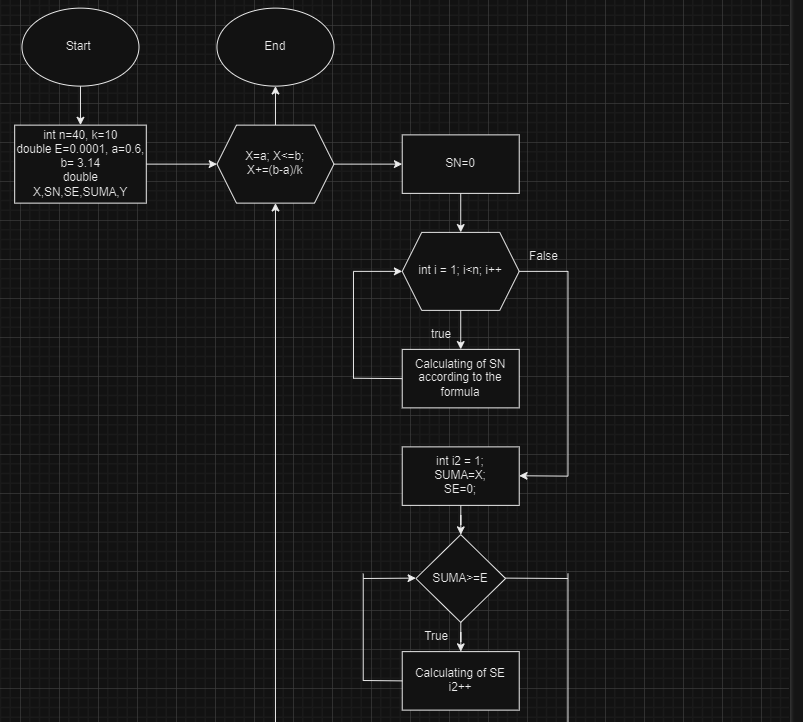 Start
End
int n=40, k=10
double E=0.0001, a=0.6,
b= 3.14
double
X,SN,SE,SUMA,Y
X=a; X<=b;
X+=(b-a)/k
SN=0
int i = 1; i<n; i++
False
true
Calculating of SN
according to the
formula
int i2 = 1;
SUMA=X;
SE=0;
SUMA>=E
True
Calculating of SE
i2++